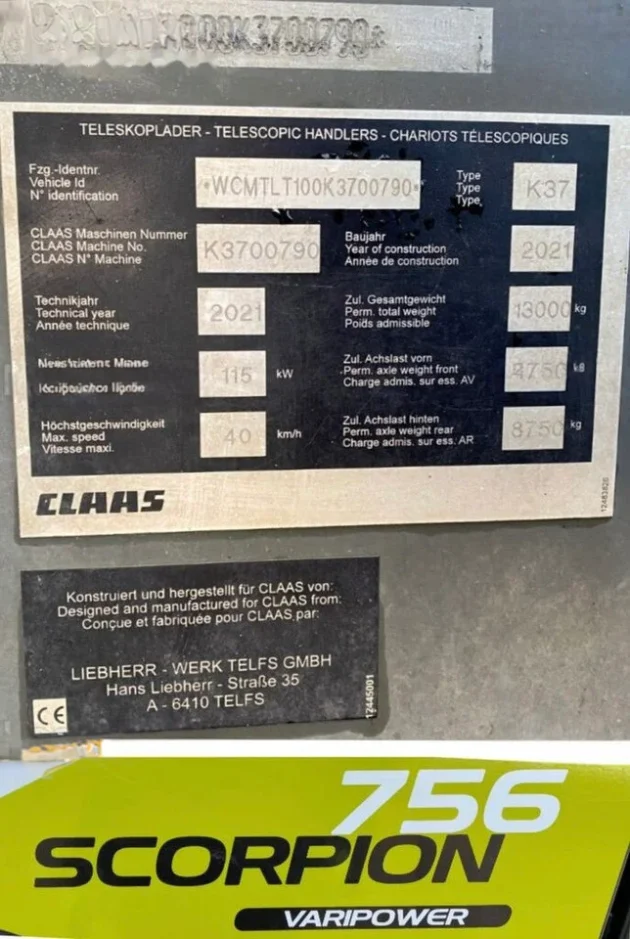 200K3700790*
TELESKOPLADER - TELESCOPIC HANDLERS - CHARIOTS TÉLESCOPIQUES
Fzg.-Identnr.
Vehicle Id
N° identification
*WCMTLT100K3700790*
Type
Type
Type
K37
CLAAS Maschinen Nummer
CLAAS Machine No.
CLAAS N° Machine
K3700790
Baujahr
Year of construction
Année de construction
2021
Technikjahr
Technical year
Année technique
2021
Zul. Gesamtgewicht
Perm. total weight
Poids admissible
13000 kg
115 kW
Zul. Achslast vorn
Perm. axle weight front
Charge admis. sur ess. AV
4750 kg
Höchstgeschwindigkeit
Max. speed
Vitesse maxi.
40 km/h
Zul. Achslast hinten
Perm. axle weight rear
Charge admis. sur ess. AR
8750 kg
CLAAS
12483826
Konstruiert und hergestellt für CLAAS von:
Designed and manufactured for CLAAS from:
Conçue et fabriquée pour CLAAS par:
LIEBHERR - WERK TELFS GMBH
Hans Liebherr - Straße 35
A - 6410 TELFS
CE
12445001
756
SCORPION
VARIPOWER